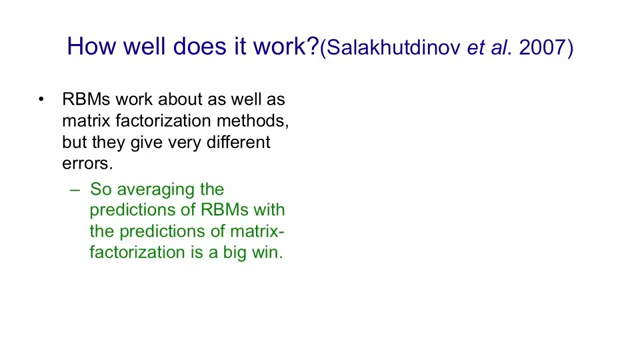 How well does it work?(Salakhutdinov et al. 2007)
• RBMs work about as well as
matrix factorization methods,
but they give very different
errors.
– So averaging the
predictions of RBMs with
the predictions of matrix-
factorization is a big win.